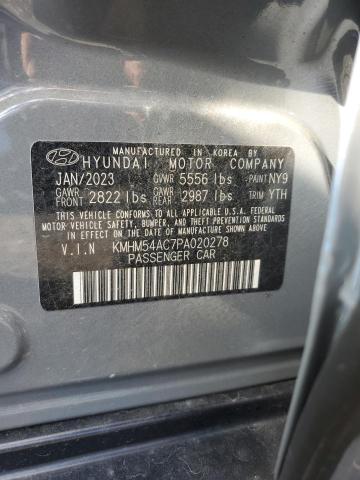 MANUFACTURED IN KOREA BY
HYUNDAI MOTOR COMPANY
JAN/2023 GVWR 5556 lbs PAINT NY9
GAWR FRONT 2822 lbs GAWR REAR 2987 lbs TRIM YTH
THIS VEHICLE CONFORMS TO ALL APPLICABLE U.S.A. FEDERAL
MOTOR VEHICLE SAFETY, BUMPER, AND THEFT PREVENTION
STANDARDS IN EFFECT ON THE DATE OF MANUFACTURE SHOWN ABOVE.
V.I.N KMHM54AC7PA020278
PASSENGER CAR